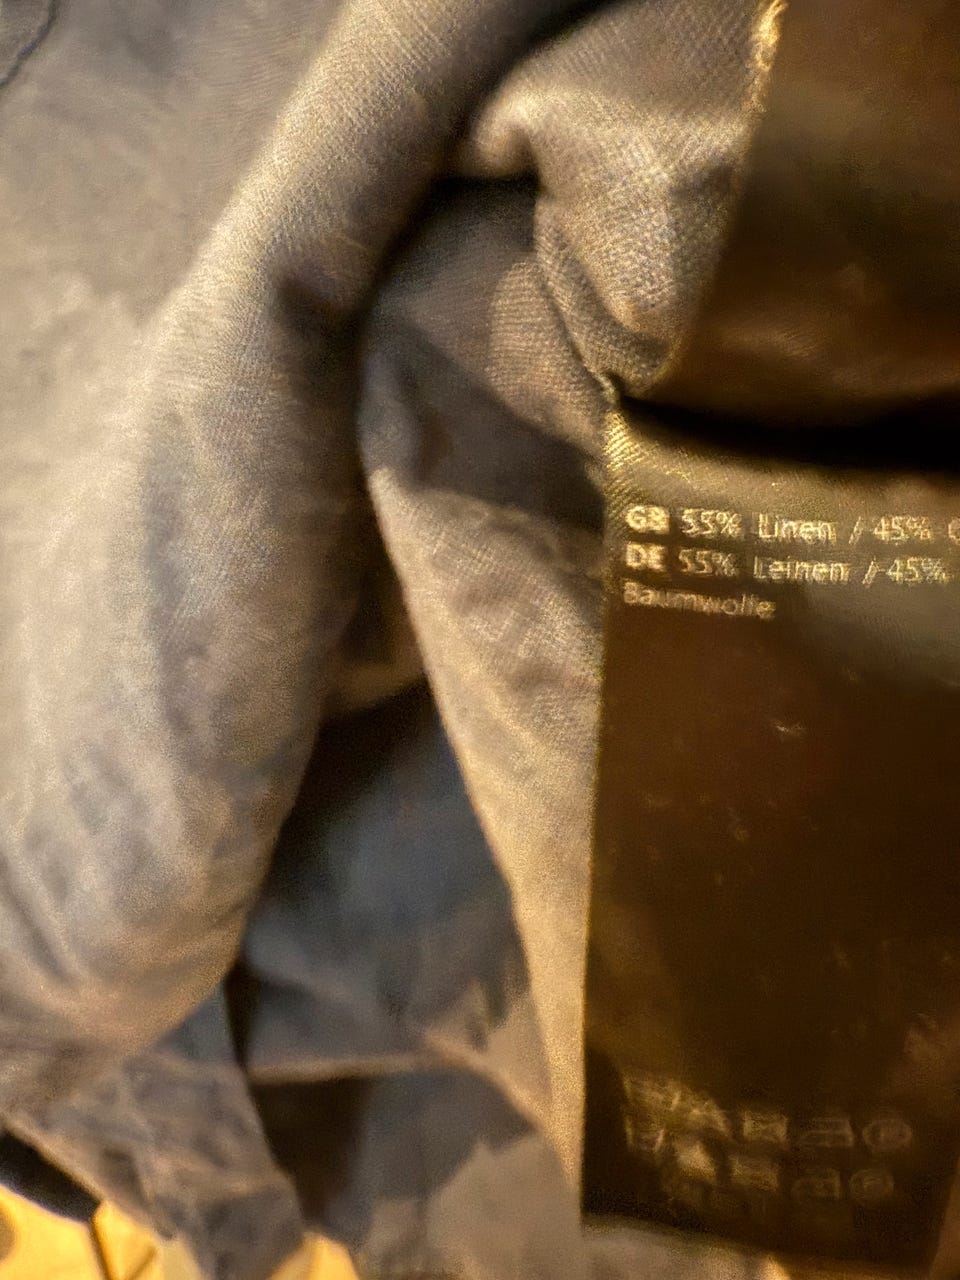 GB 55% Linen / 45%
DE 55% Leinen / 45%
Baumwolle